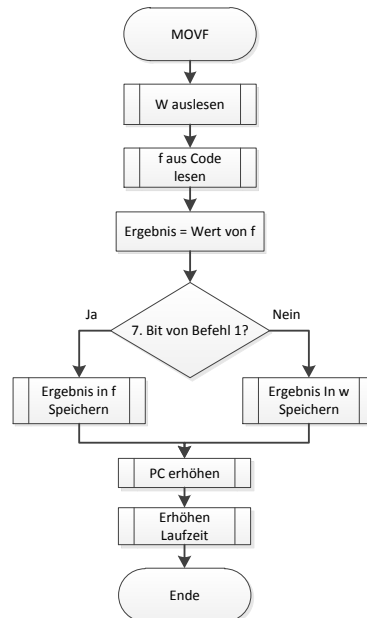 MOVF
W auslesen
f aus Code
lesen
Ergebnis = Wert von f
7. Bit von Befehl 1?
Ja
Nein
Ergebnis in f
Speichern
Ergebnis In w
Speichern
PC erhöhen
Erhöhen
Laufzeit
Ende